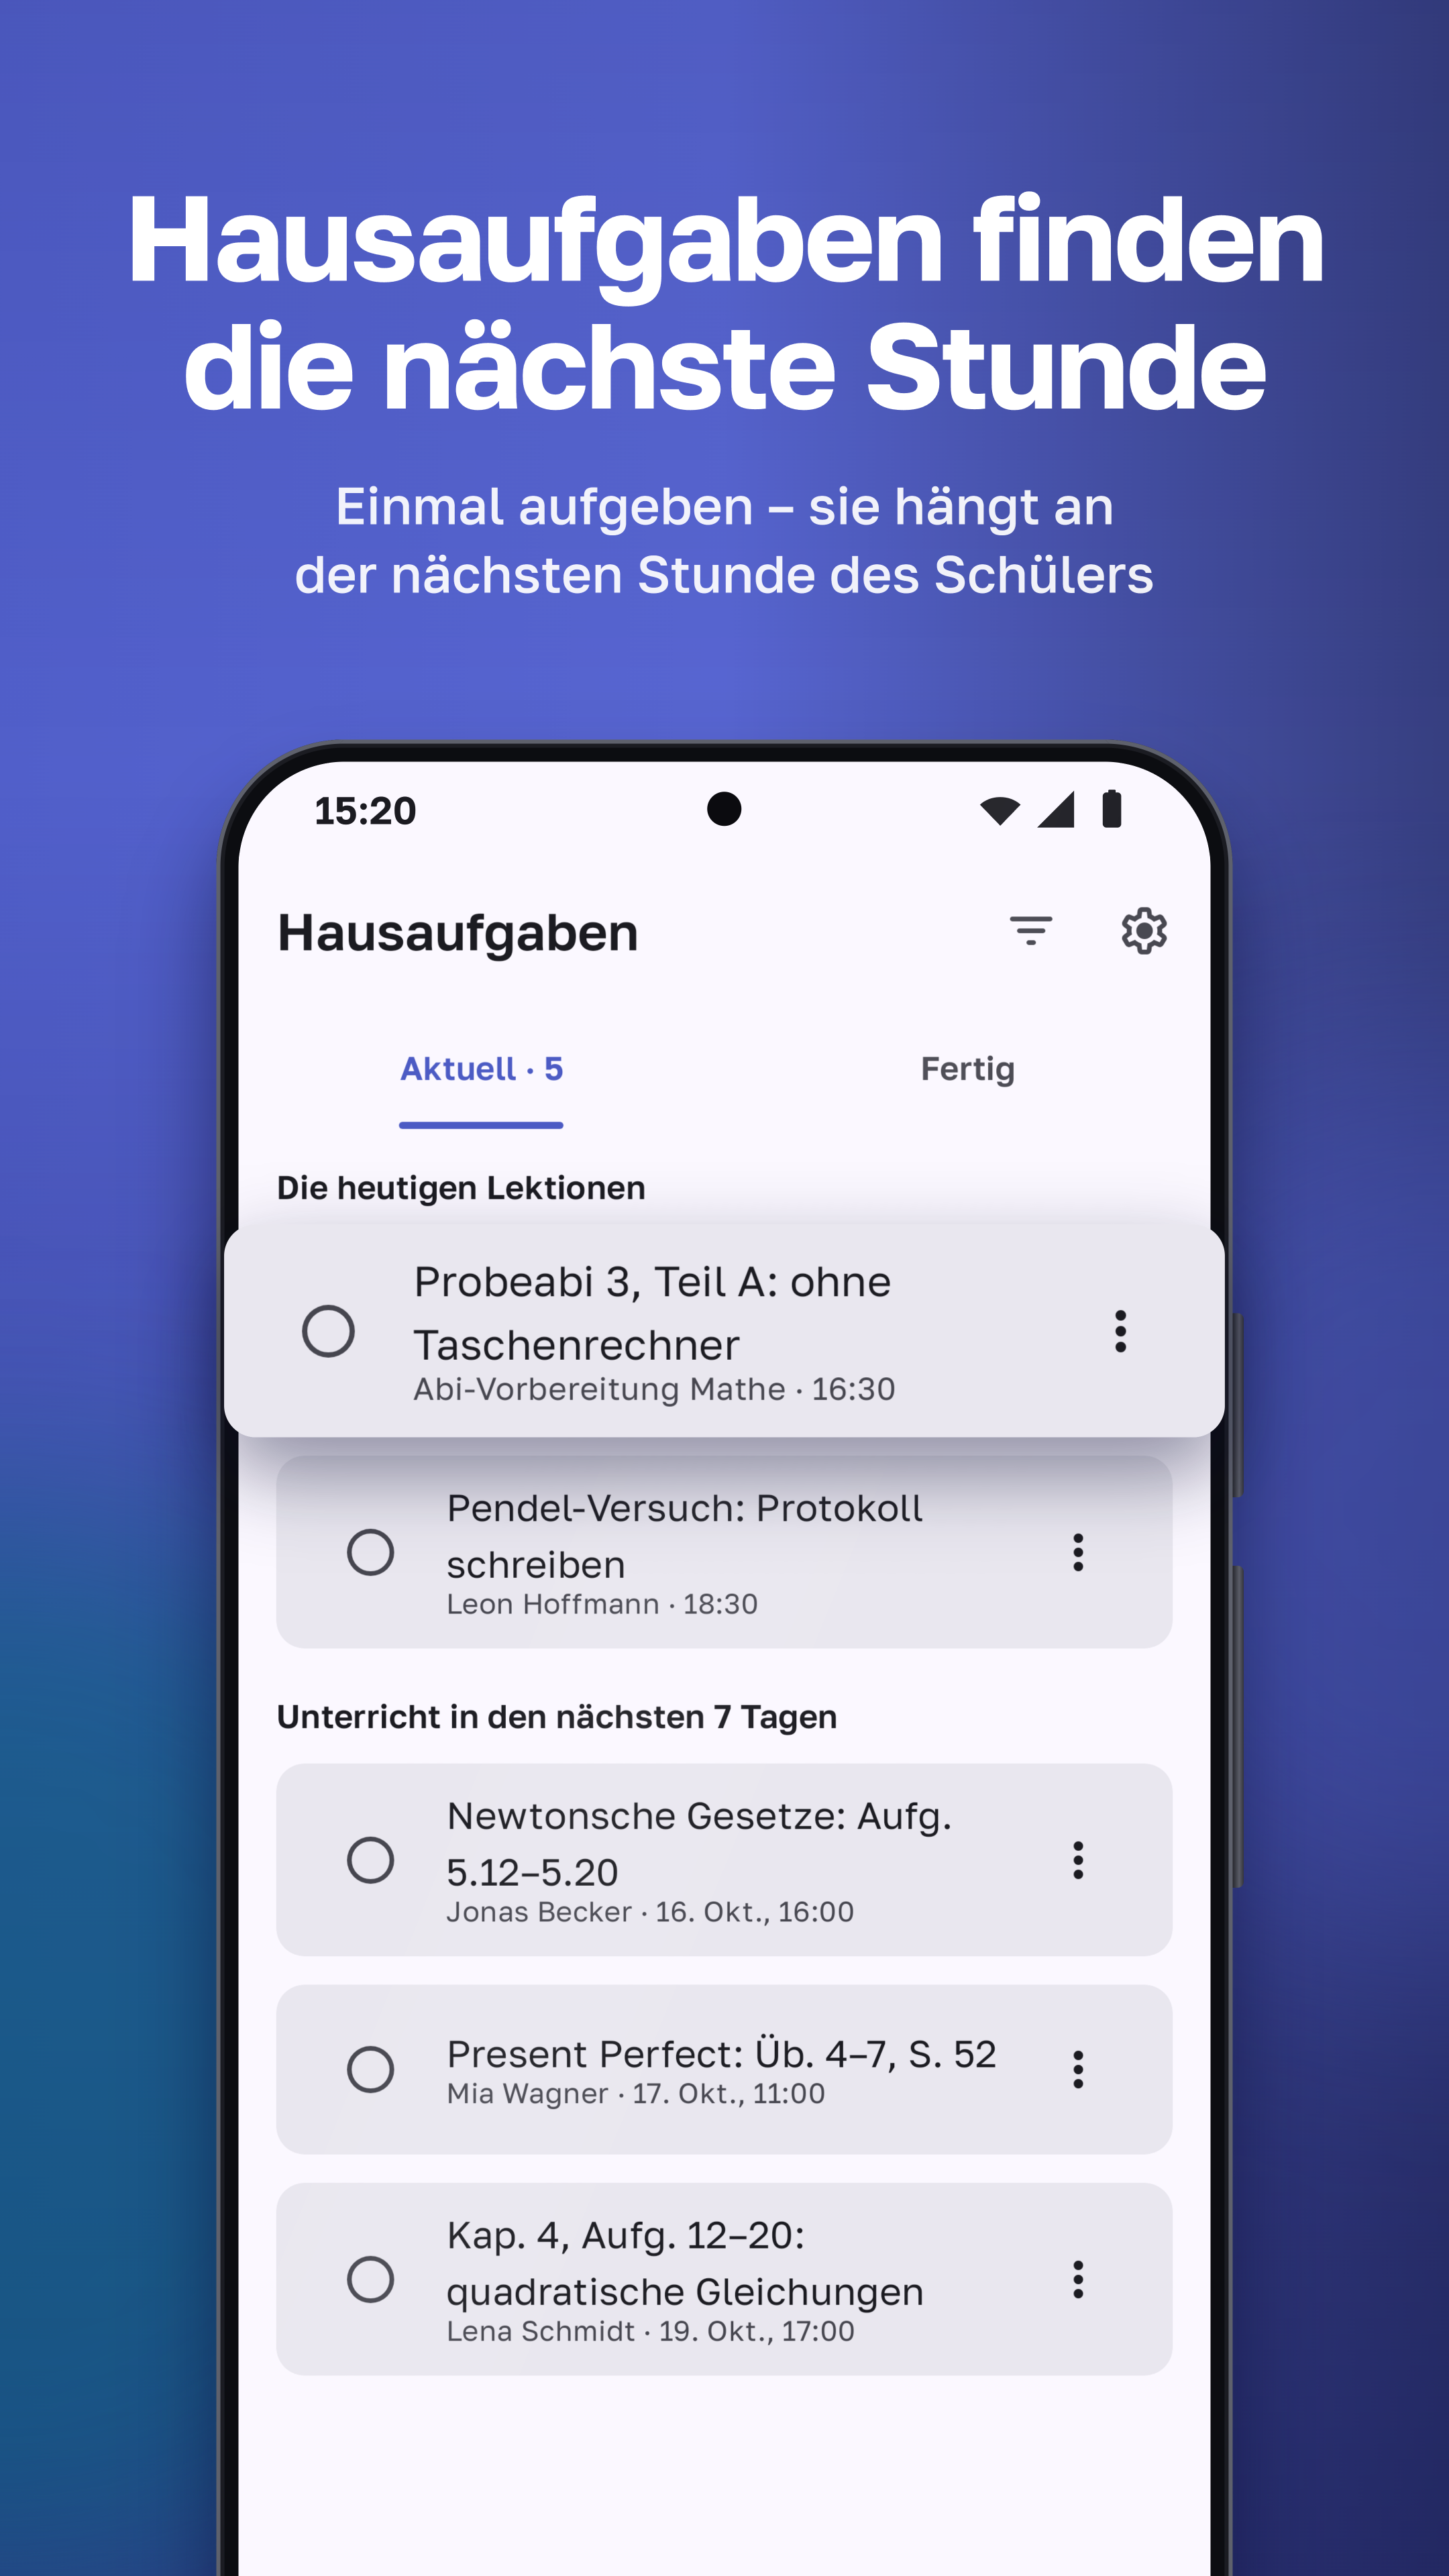 Hausaufgaben finden
die nächste Stunde
Einmal aufgeben – sie hängt an
der nächsten Stunde des Schülers
15:20
Hausaufgaben
Aktuell · 5
Fertig
Die heutigen Lektionen
Probeabi 3, Teil A: ohne
Taschenrechner
Abi-Vorbereitung Mathe · 16:30
Pendel-Versuch: Protokoll
schreiben
Leon Hoffmann · 18:30
Unterricht in den nächsten 7 Tagen
Newtonsche Gesetze: Aufg.
5.12–5.20
Jonas Becker · 16. Okt., 16:00
Present Perfect: Üb. 4–7, S. 52
Mia Wagner · 17. Okt., 11:00
Kap. 4, Aufg. 12–20:
quadratische Gleichungen
Lena Schmidt · 19. Okt., 17:00